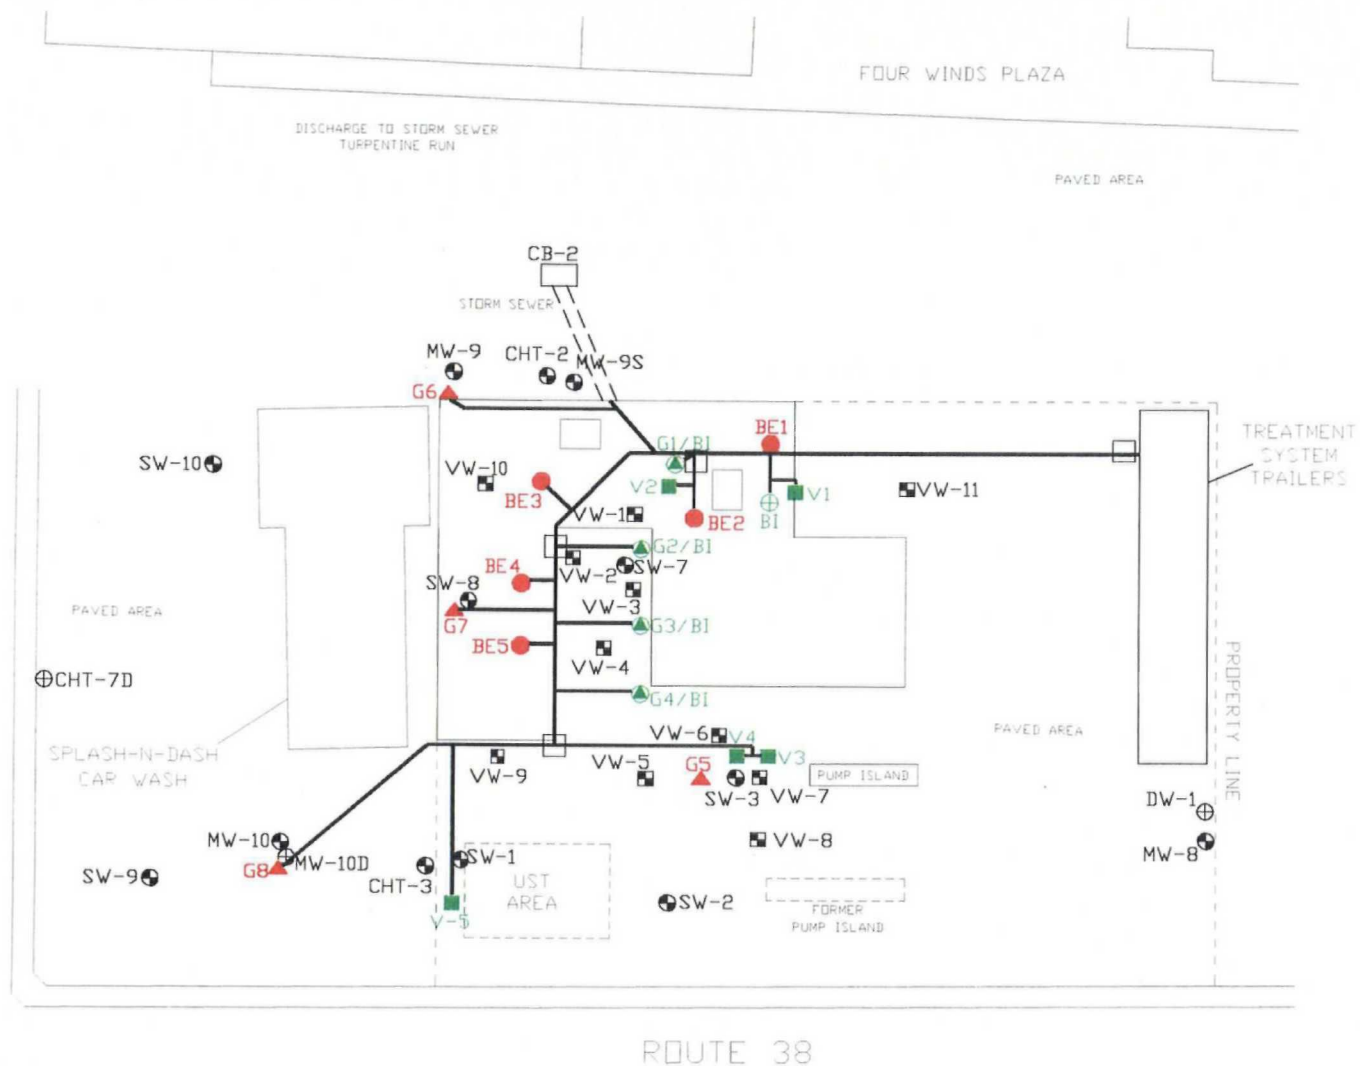 FOUR WINDS PLAZA
DISCHARGE TO STORM SEWER
TURPENTINE RUN
PAVED AREA
CB-2
STORM SEWER
MW-9
CHT-2
MW-9S
G6
BE1
G1/BI
TREATMENT
SYSTEM
TRAILERS
SW-10
VW-10
BE3
V2
V1
VW-11
VW-1
BE2
BI
G2/BI
BE4
VW-2
SW-7
SW-8
VW-3
PAVED AREA
G7
G3/BI
BE5
VW-4
CHT-7D
G4/BI
PROPERTY LINE
SPLASH-N-DASH
CAR WASH
VW-6
V4
PAVED AREA
VW-9
VW-5
G5
V3
PUMP ISLAND
SW-3
VW-7
DW-1
MW-10
VW-8
MW-8
MW-10D
SW-1
SW-9
G8
CHT-3
UST
AREA
SW-2
V-5
FORMER
PUMP ISLAND
ROUTE 38